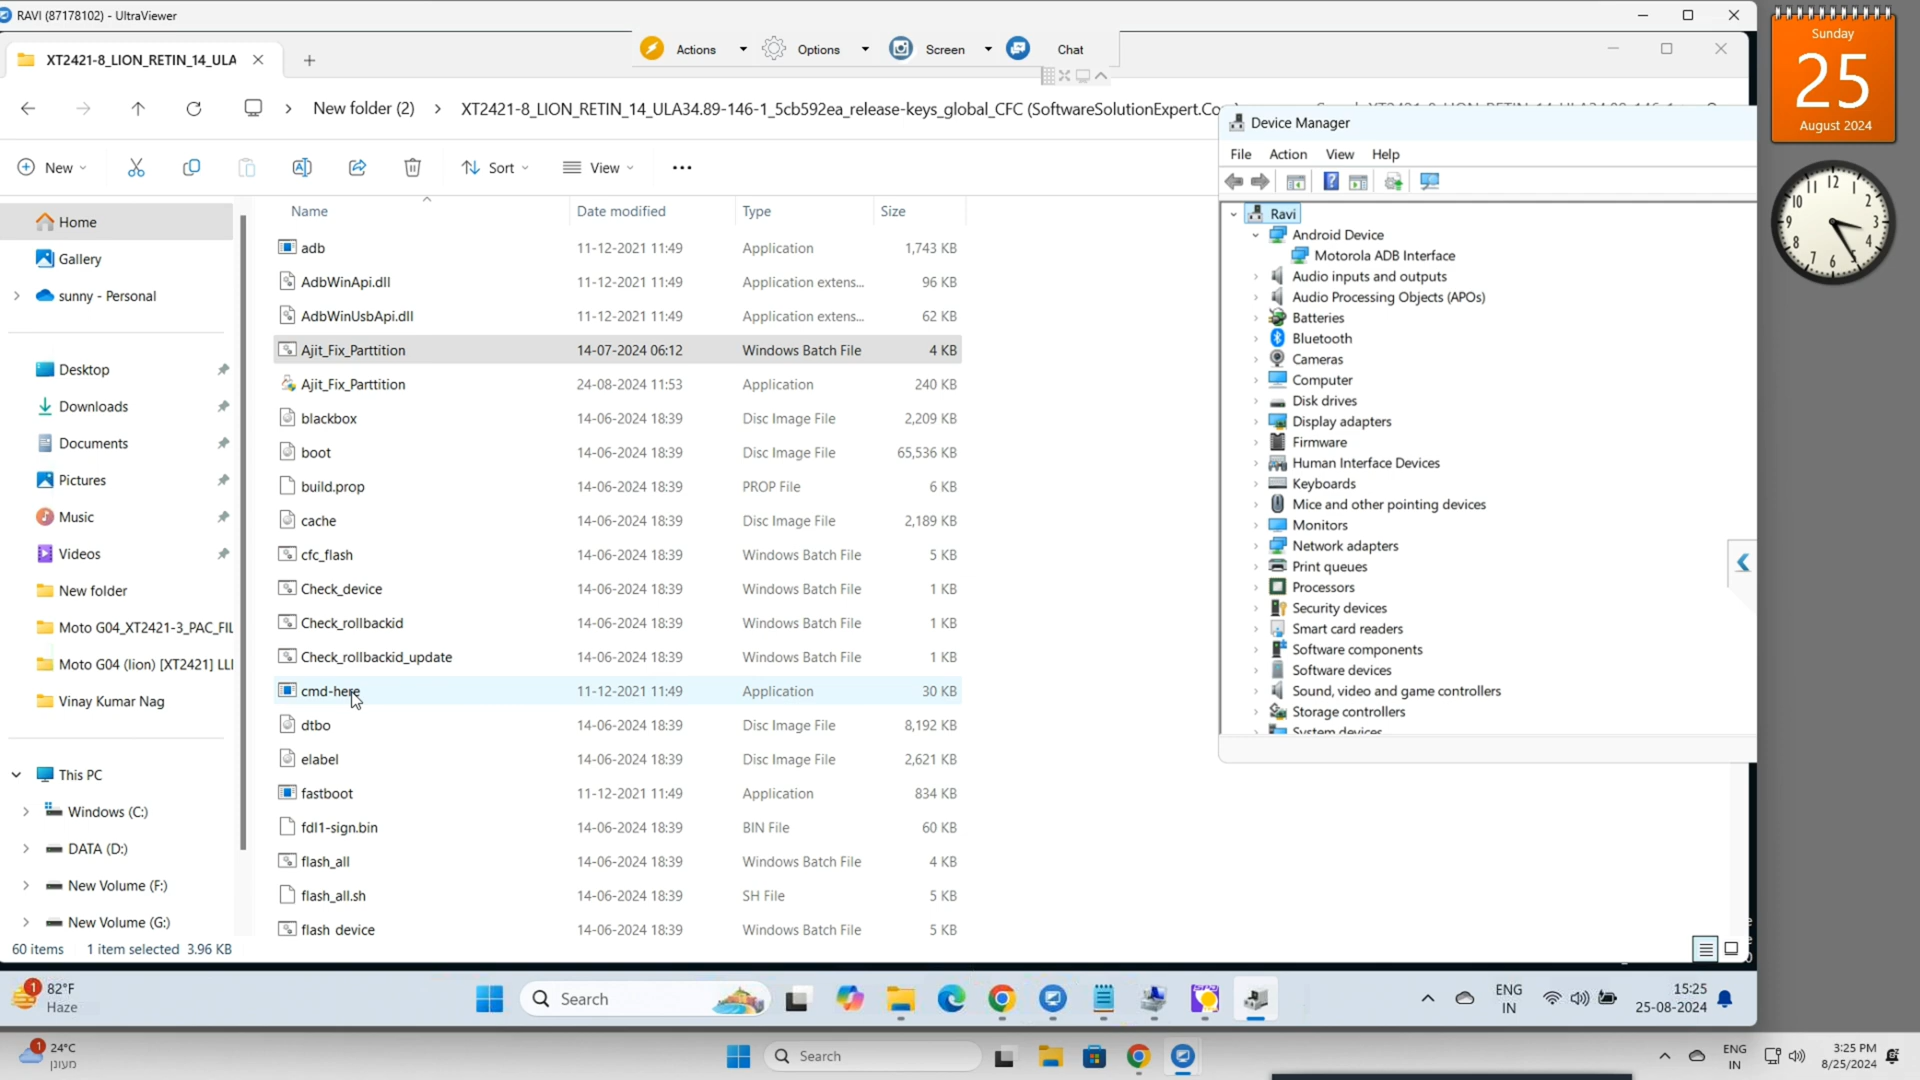 RAVI (87178102) - UltraViewer
XT2421-8_LION_RETIN_14_ULA
Actions
Options
Screen
Chat
New folder (2)
XT2421-8_LION_RETIN_14_ULA34.89-146-1_5cb592ea_release-keys_global_CFC (SoftwareSolutionExpert.Co
New
Sort
View
Name
Date modified
Type
Size
adb 11-12-2021 11:49 Application 1,743 KB
AdbWinApi.dll 11-12-2021 11:49 Application extens... 96 KB
AdbWinUsbApi.dll 11-12-2021 11:49 Application extens... 62 KB
Ajit_Fix_Parttition 14-07-2024 06:12 Windows Batch File 4 KB
Ajit_Fix_Parttition 24-08-2024 11:53 Application 240 KB
blackbox 14-06-2024 18:39 Disc Image File 2,209 KB
boot 14-06-2024 18:39 Disc Image File 65,536 KB
build.prop 14-06-2024 18:39 PROP File 6 KB
cache 14-06-2024 18:39 Disc Image File 2,189 KB
cfc_flash 14-06-2024 18:39 Windows Batch File 5 KB
Check_device 14-06-2024 18:39 Windows Batch File 1 KB
Check_rollbackid 14-06-2024 18:39 Windows Batch File 1 KB
Check_rollbackid_update 14-06-2024 18:39 Windows Batch File 1 KB
cmd-here 11-12-2021 11:49 Application 30 KB
dtbo 14-06-2024 18:39 Disc Image File 8,192 KB
elabel 14-06-2024 18:39 Disc Image File 2,621 KB
fastboot 11-12-2021 11:49 Application 834 KB
fdl1-sign.bin 14-06-2024 18:39 BIN File 60 KB
flash_all 14-06-2024 18:39 Windows Batch File 4 KB
flash_all.sh 14-06-2024 18:39 SH File 5 KB
flash device 14-06-2024 18:39 Windows Batch File 5 KB
Home
Gallery
sunny - Personal
Desktop
Downloads
Documents
Pictures
Music
Videos
New folder
Moto G04_XT2421-3_PAC_FIL
Moto G04 (lion) [XT2421] LLI
Vinay Kumar Nag
This PC
Windows (C:)
DATA (D:)
New Volume (F:)
New Volume (G:)
60 items 1 item selected 3.96 KB
Device Manager
File Action View Help
Ravi
Android Device
Motorola ADB Interface
Audio inputs and outputs
Audio Processing Objects (APOs)
Batteries
Bluetooth
Cameras
Computer
Disk drives
Display adapters
Firmware
Human Interface Devices
Keyboards
Mice and other pointing devices
Monitors
Network adapters
Print queues
Processors
Security devices
Smart card readers
Software components
Software devices
Sound, video and game controllers
Storage controllers
System devices
Sunday
25
August 2024
12
1
2
3
4
5
6
7
8
9
10
11
1
82°F
Haze
Search
ENG
IN
15:25
25-08-2024
1
24°C
מעונן
Search
ENG
IN
3:25 PM
8/25/2024